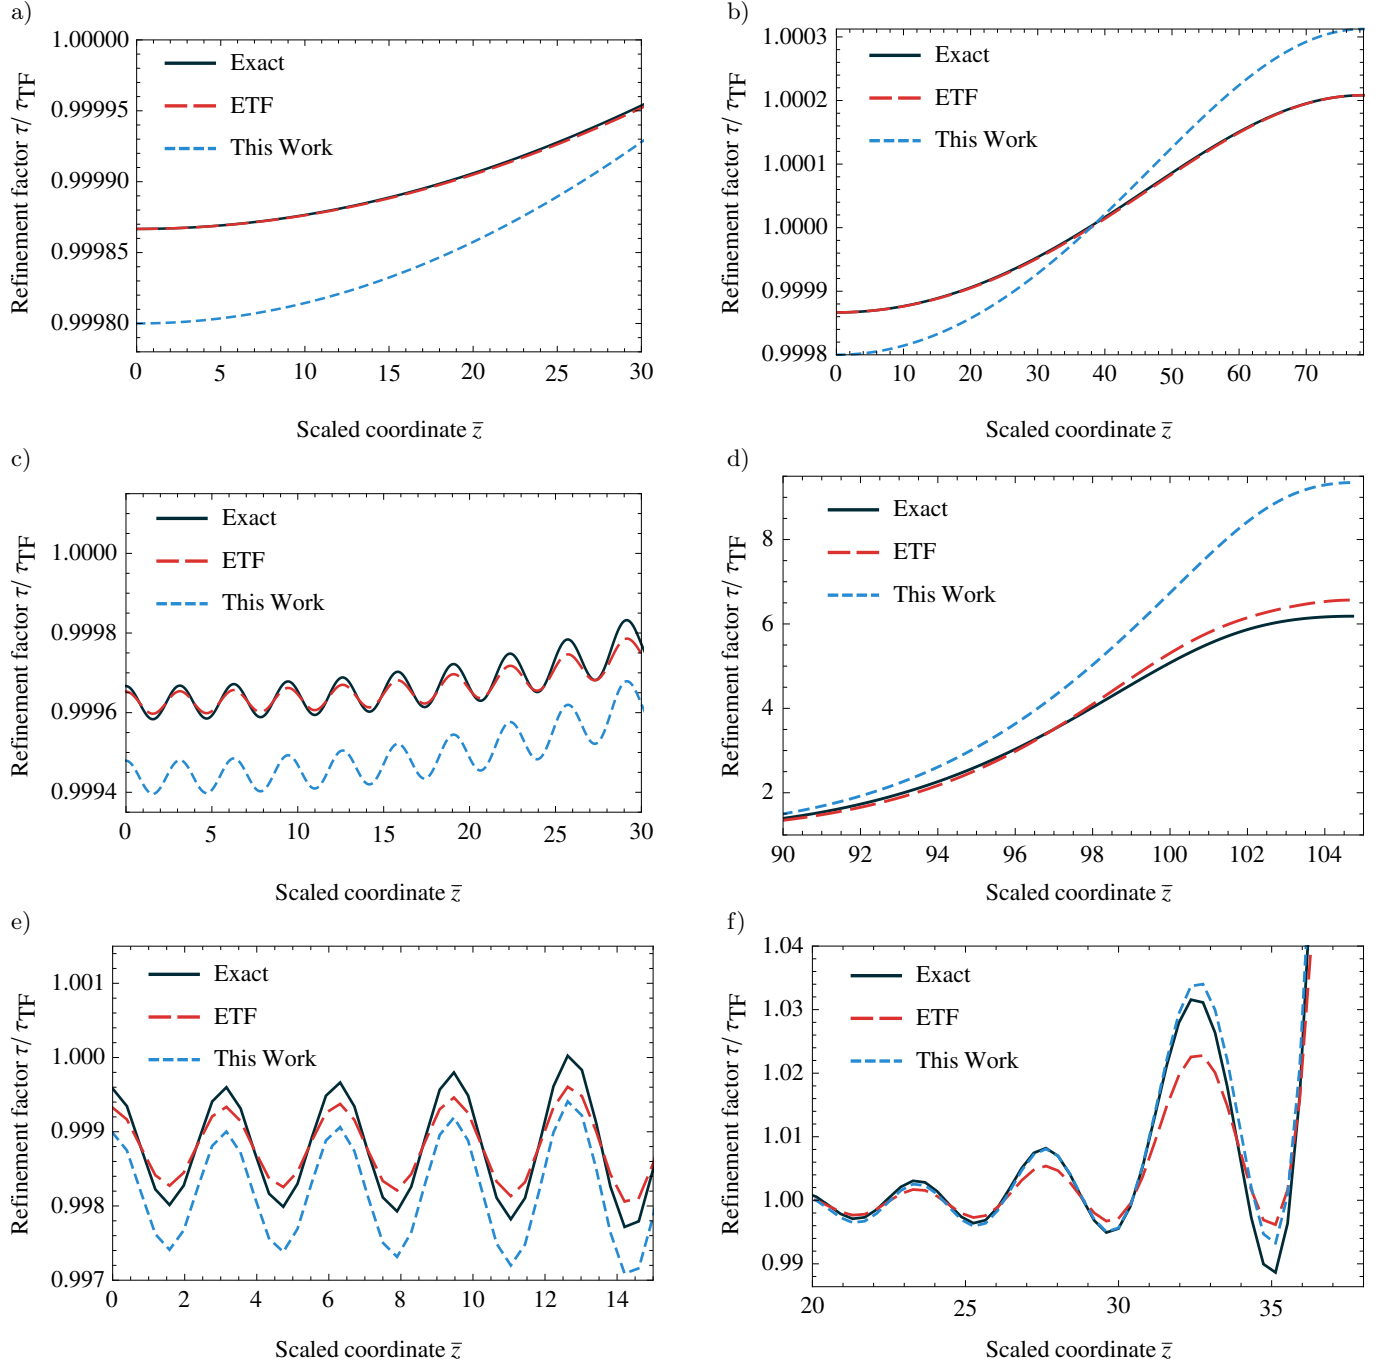 a)
1.00000
0.99995
0.99990
0.99985
0.99980
Refinement factor τ/ τTF
Exact
ETF
This Work
0 5 10 15 20 25 30
Scaled coordinate z̄
b)
1.0003
1.0002
1.0001
1.0000
0.9999
0.9998
Refinement factor τ/ τTF
Exact
ETF
This Work
0 10 20 30 40 50 60 70
Scaled coordinate z̄
c)
1.0000
0.9998
0.9996
0.9994
Refinement factor τ/ τTF
Exact
ETF
This Work
0 5 10 15 20 25 30
Scaled coordinate z̄
d)
8
6
4
2
Refinement factor τ/ τTF
Exact
ETF
This Work
90 92 94 96 98 100 102 104
Scaled coordinate z̄
e)
1.001
1.000
0.999
0.998
0.997
Refinement factor τ/ τTF
Exact
ETF
This Work
0 2 4 6 8 10 12 14
Scaled coordinate z̄
f)
1.04
1.03
1.02
1.01
1.00
0.99
Refinement factor τ/ τTF
Exact
ETF
This Work
20 25 30 35
Scaled coordinate z̄